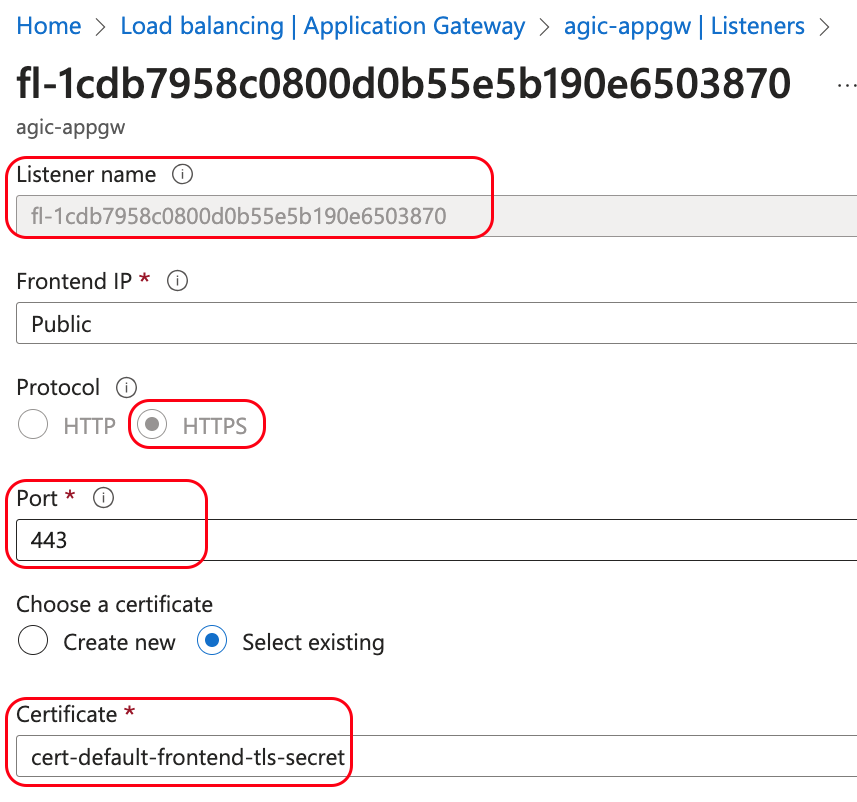 Home > Load balancing | Application Gateway > agic-appgw | Listeners >
fl-1cdb7958c0800d0b55e5b190e6503870 ...
agic-appgw
Listener name
fl-1cdb7958c0800d0b55e5b190e6503870
Frontend IP *
Public
Protocol
HTTP HTTPS
Port *
443
Choose a certificate
Create new Select existing
Certificate *
cert-default-frontend-tls-secret